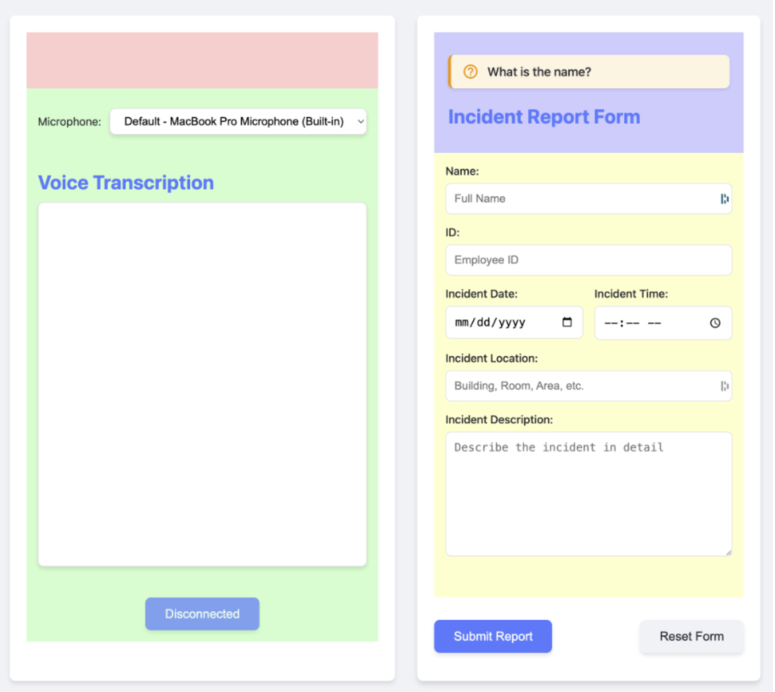 Microphone: Default - MacBook Pro Microphone (Built-in)
Voice Transcription
Disconnected
What is the name?
Incident Report Form
Name:
Full Name
ID:
Employee ID
Incident Date: Incident Time:
mm/dd/yyyy --:-- --
Incident Location:
Building, Room, Area, etc.
Incident Description:
Describe the incident in detail
Submit Report Reset Form